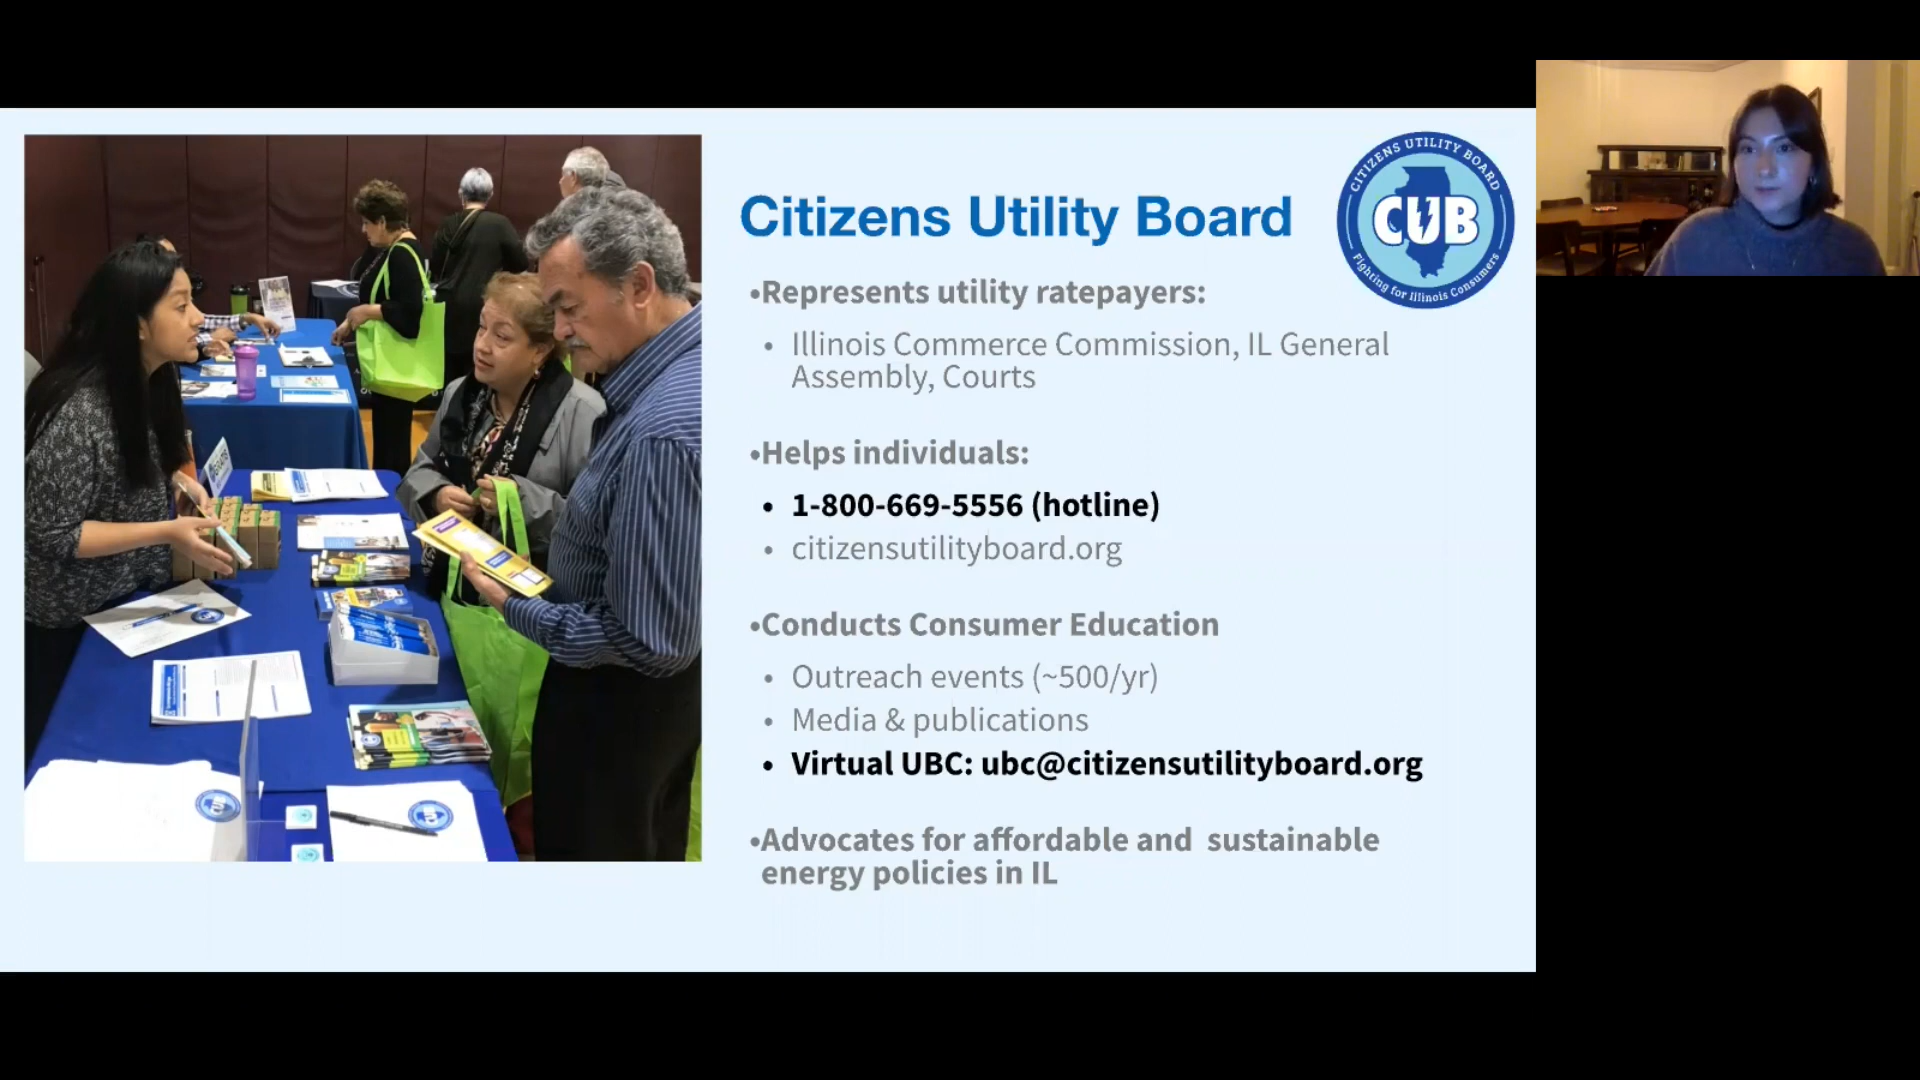 Citizens Utility Board
CITIZENS UTILITY BOARD
CUB
Fighting for Illinois Consumers
•Represents utility ratepayers:
• Illinois Commerce Commission, IL General
Assembly, Courts
•Helps individuals:
• 1-800-669-5556 (hotline)
• citizensutilityboard.org
•Conducts Consumer Education
• Outreach events (~500/yr)
• Media & publications
• Virtual UBC: ubc@citizensutilityboard.org
•Advocates for affordable and  sustainable
energy policies in IL